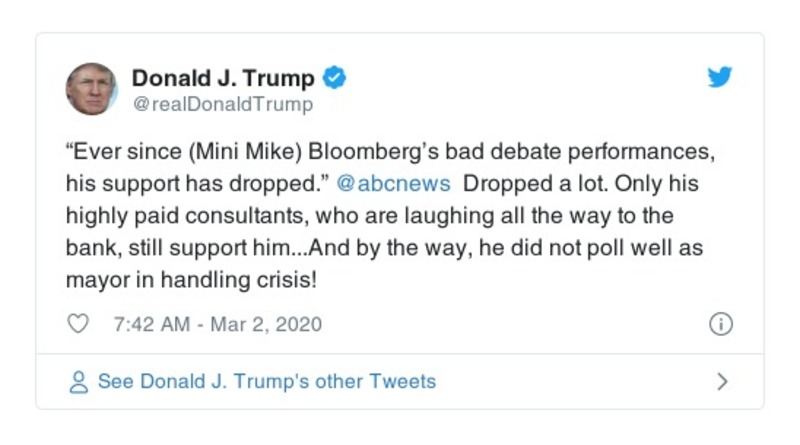 Donald J. Trump
@realDonaldTrump
“Ever since (Mini Mike) Bloomberg’s bad debate performances,
his support has dropped.” @abcnews  Dropped a lot. Only his
highly paid consultants, who are laughing all the way to the
bank, still support him...And by the way, he did not poll well as
mayor in handling crisis!
7:42 AM - Mar 2, 2020
See Donald J. Trump's other Tweets